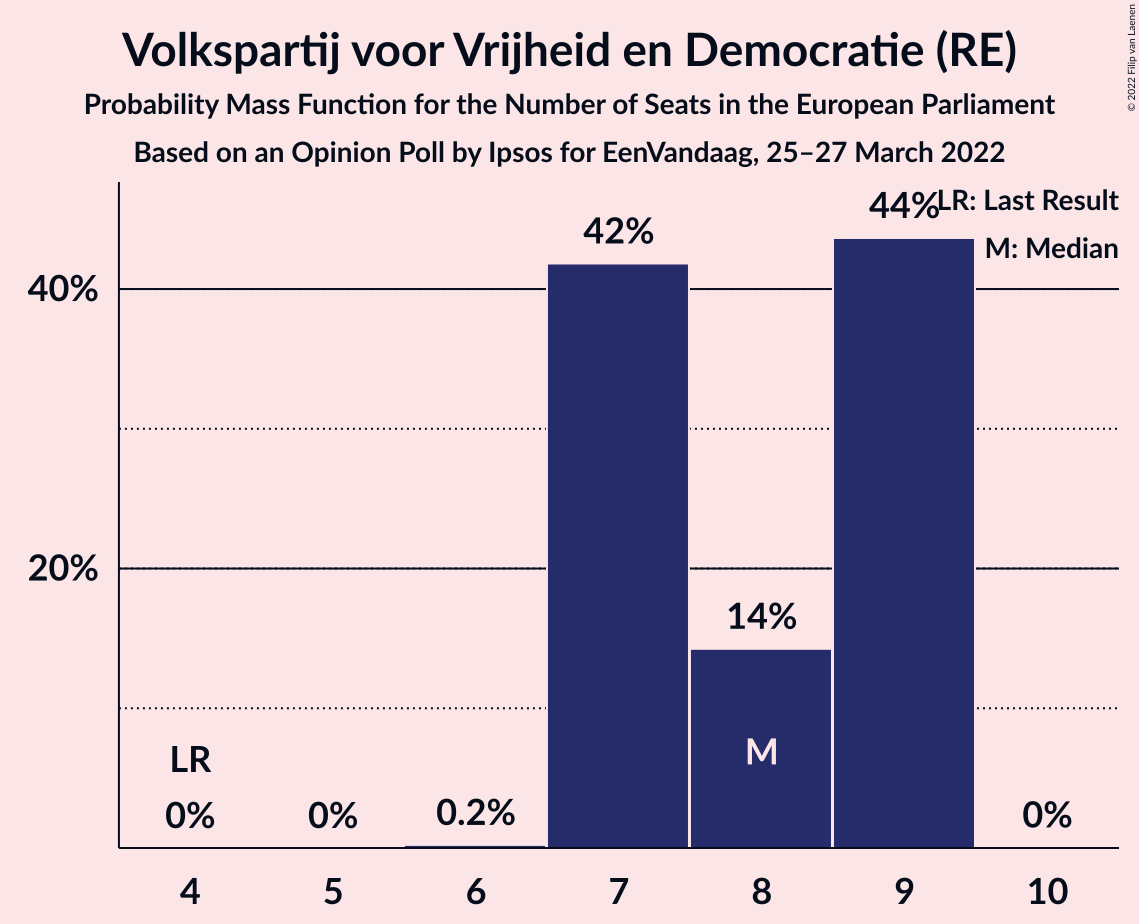 Volkspartij voor Vrijheid en Democratie (RE)
Probability Mass Function for the Number of Seats in the European Parliament
Based on an Opinion Poll by Ipsos for EenVandaag, 25–27 March 2022
© 2022 Filip van Laenen
LR: Last Result
M: Median
40%
20%
LR
0%
0%
0.2%
42%
14%
M
44%
0%
4
5
6
7
8
9
10